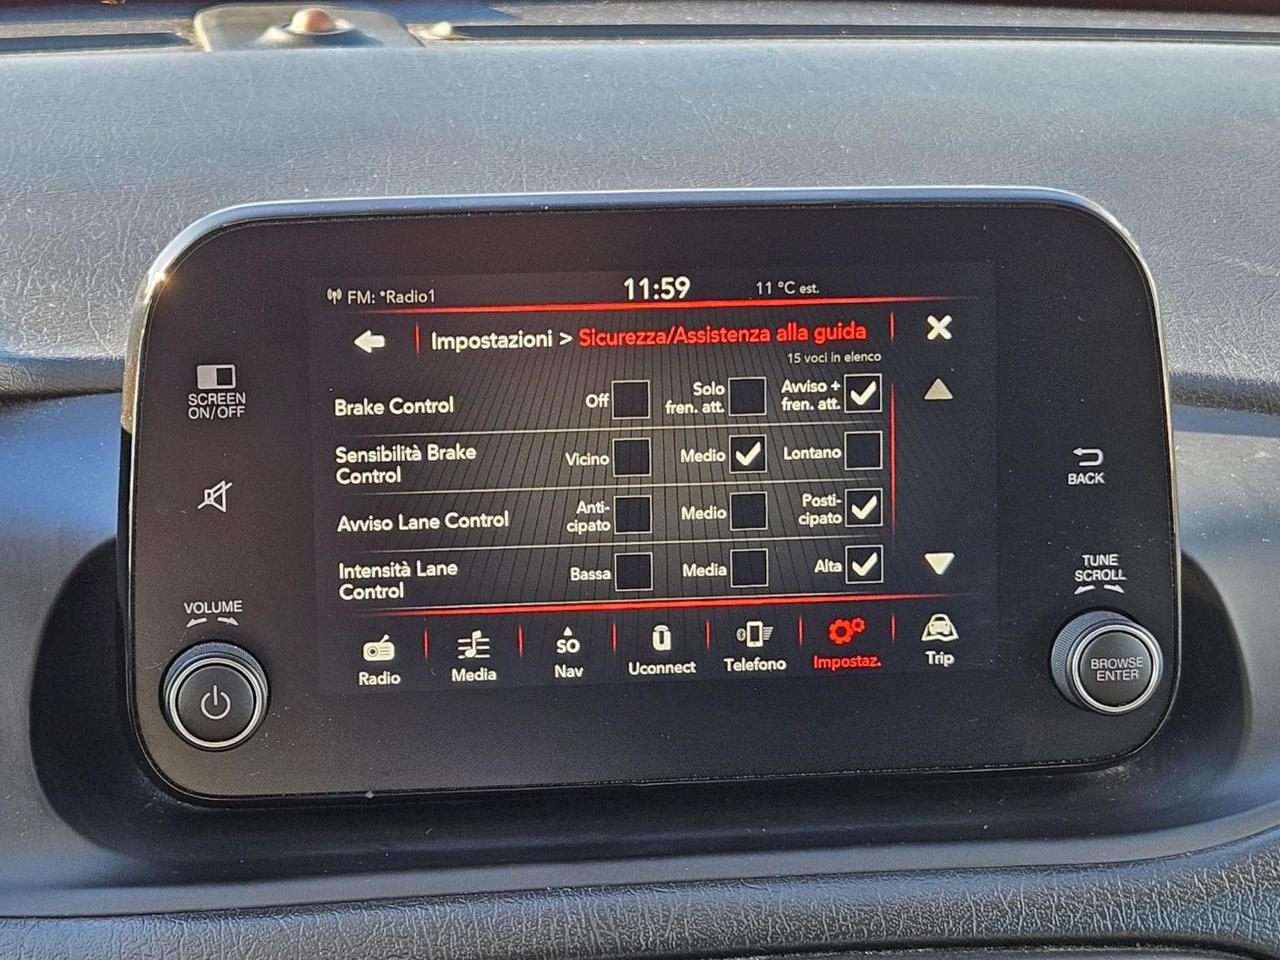 FM: *Radio1 11:59 11 °C est.
Impostazioni > Sicurezza/Assistenza alla guida
15 voci in elenco
Brake Control Off Solo fren. att. Avviso + fren. att.
Sensibilità Brake Control Vicino Medio Lontano
Avviso Lane Control Anti-cipato Medio Posti-cipato
Intensità Lane Control Bassa Media Alta
Radio Media Nav Uconnect Telefono Impostaz. Trip
SCREEN
ON/OFF
VOLUME
BACK
TUNE
SCROLL
BROWSE
ENTER